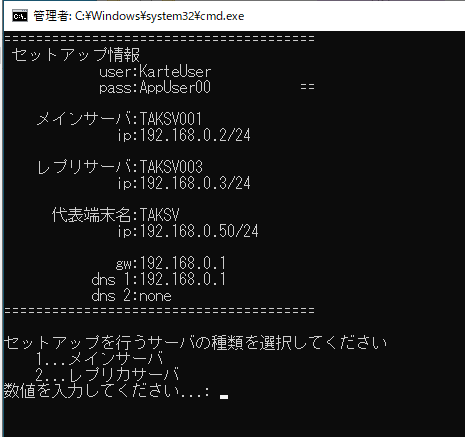 管理者: C:¥Windows¥system32¥cmd.exe
=======================================
セットアップ情報
user:KarteUser
pass:AppUser00 ==
メインサーバ:TAKSV001
ip:192.168.0.2/24
レプリサーバ:TAKSV003
ip:192.168.0.3/24
代表端末名:TAKSV
ip:192.168.0.50/24
gw:192.168.0.1
dns 1:192.168.0.1
dns 2:none
=======================================
セットアップを行うサーバの種類を選択してください
1...メインサーバ
2...レプリカサーバ
数値を入力してください...: